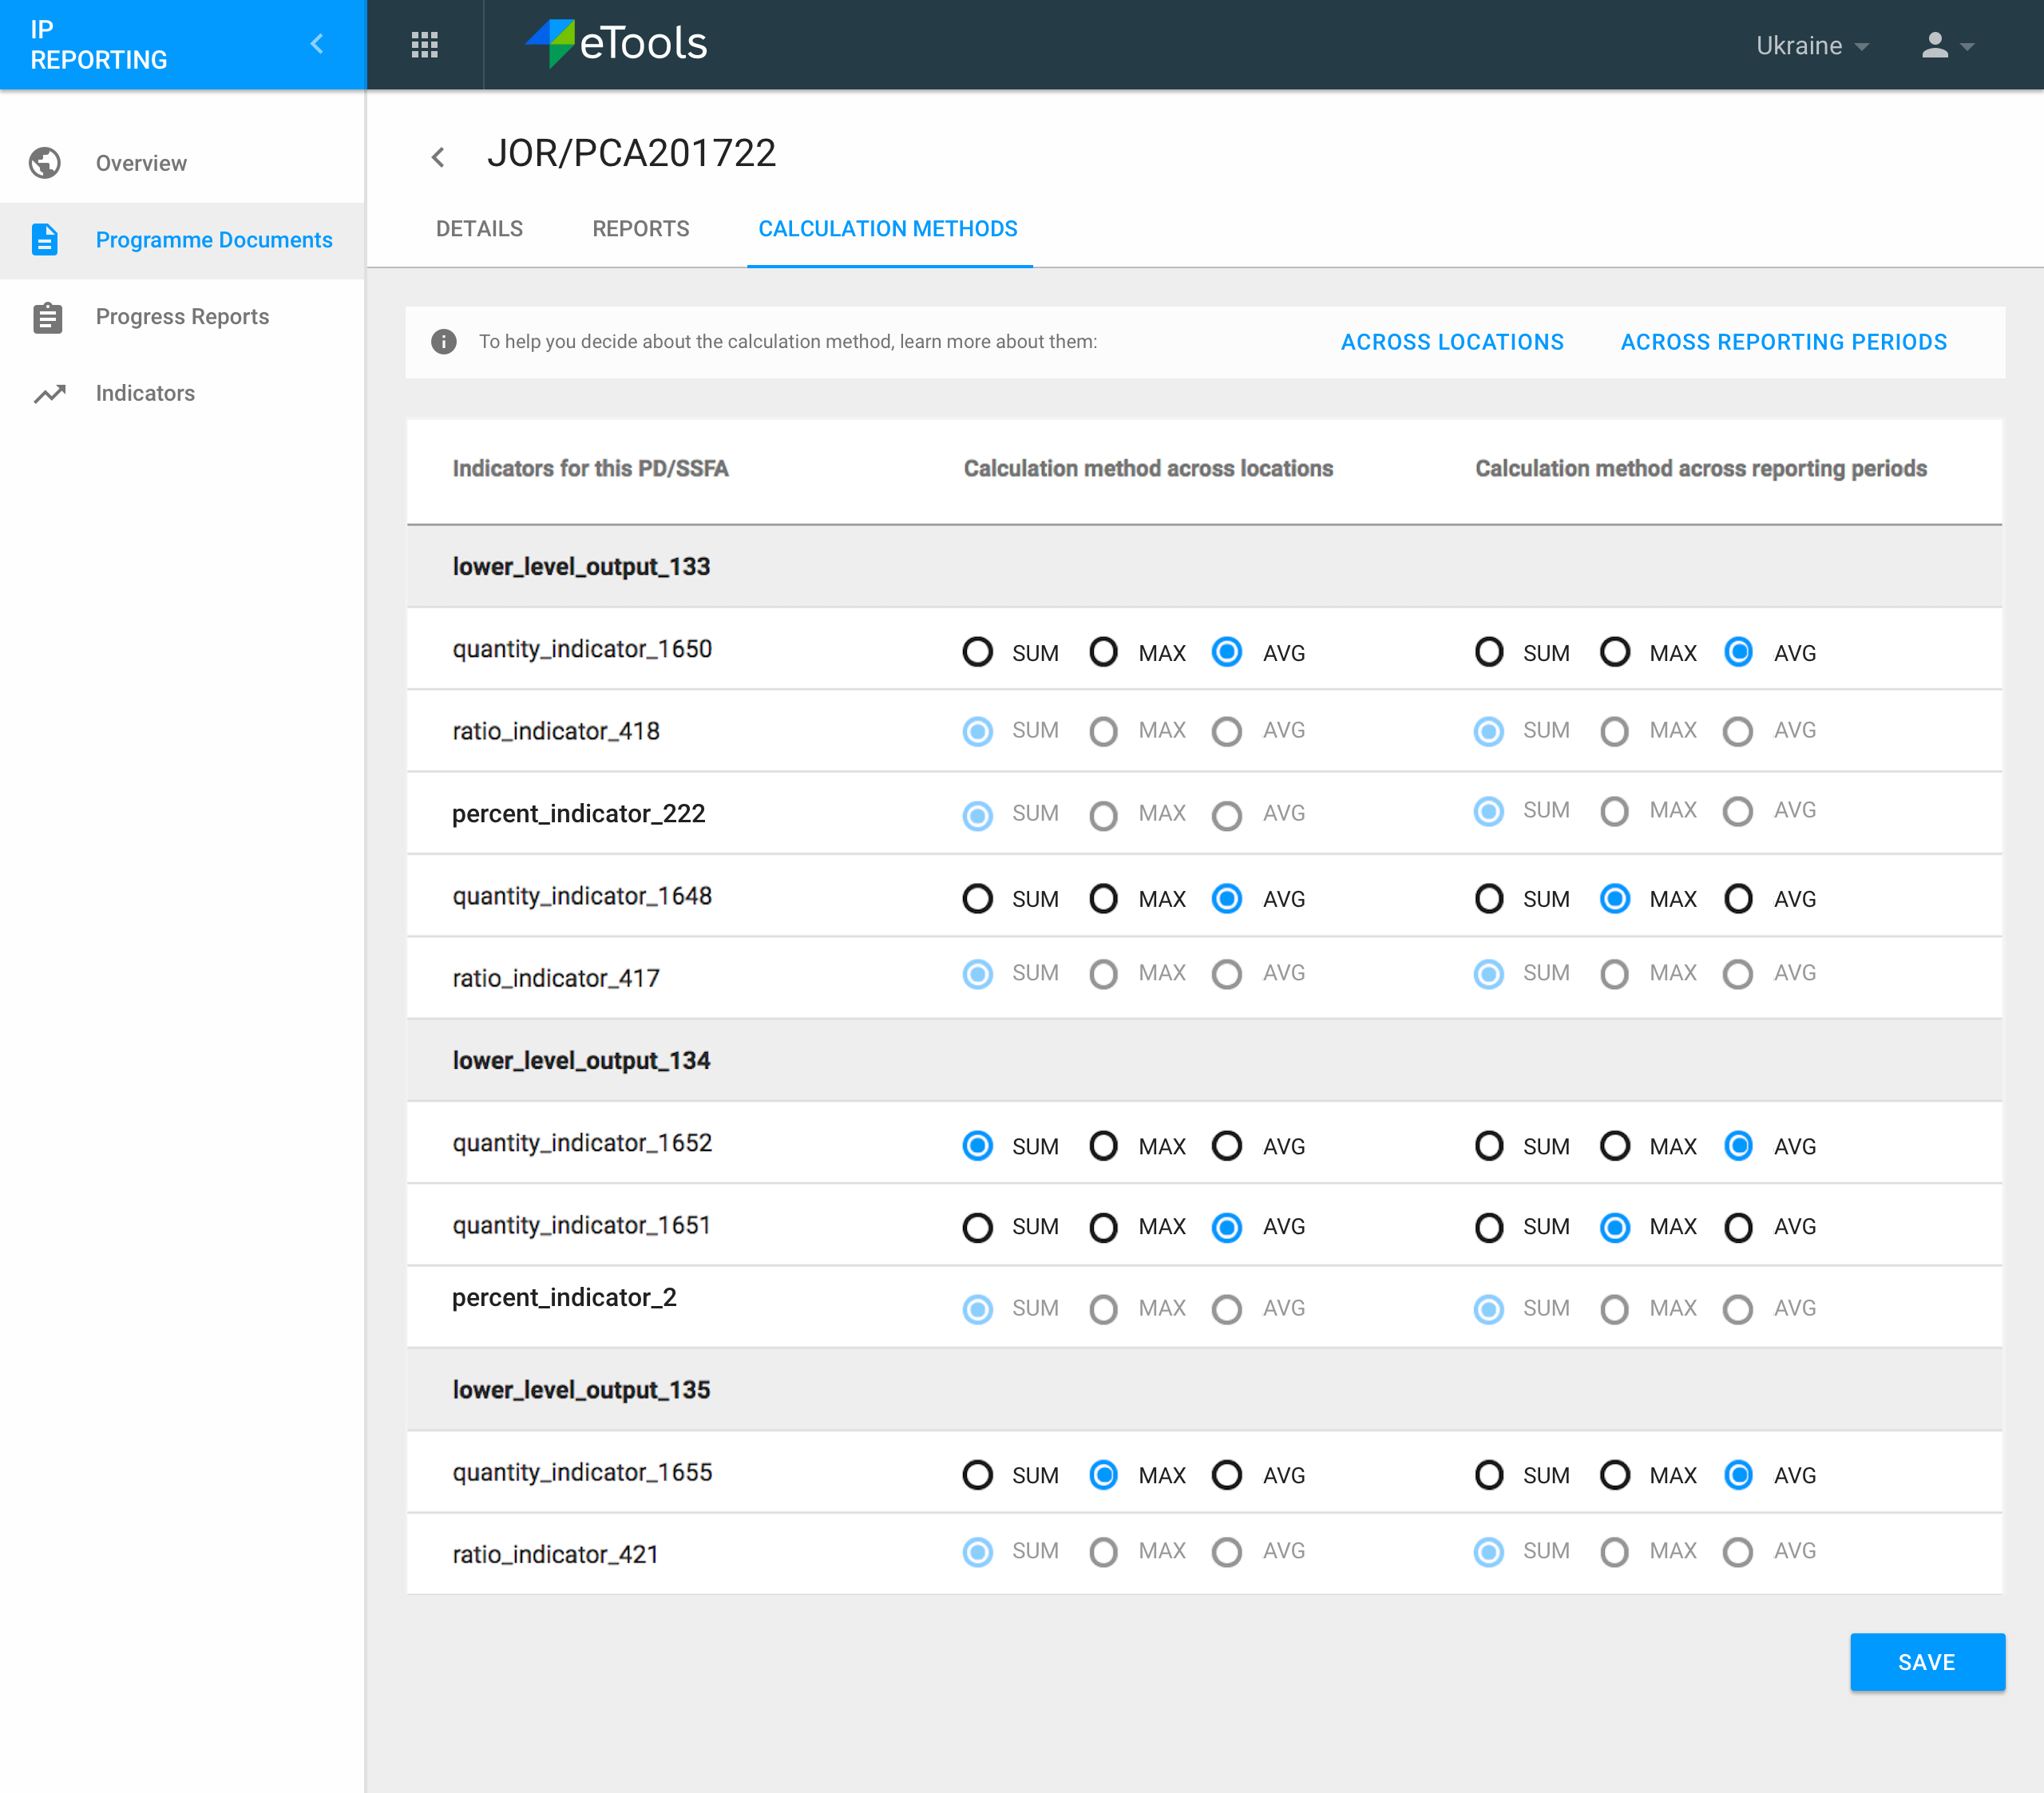 IP
REPORTING
eTools
Ukraine
Overview
Programme Documents
Progress Reports
Indicators
JOR/PCA201722
DETAILS REPORTS CALCULATION METHODS
To help you decide about the calculation method, learn more about them: ACROSS LOCATIONS ACROSS REPORTING PERIODS
Indicators for this PD/SSFA Calculation method across locations Calculation method across reporting periods
lower_level_output_133
quantity_indicator_1650 SUM MAX AVG SUM MAX AVG
ratio_indicator_418 SUM MAX AVG SUM MAX AVG
percent_indicator_222 SUM MAX AVG SUM MAX AVG
quantity_indicator_1648 SUM MAX AVG SUM MAX AVG
ratio_indicator_417 SUM MAX AVG SUM MAX AVG
lower_level_output_134
quantity_indicator_1652 SUM MAX AVG SUM MAX AVG
quantity_indicator_1651 SUM MAX AVG SUM MAX AVG
percent_indicator_2 SUM MAX AVG SUM MAX AVG
lower_level_output_135
quantity_indicator_1655 SUM MAX AVG SUM MAX AVG
ratio_indicator_421 SUM MAX AVG SUM MAX AVG
SAVE